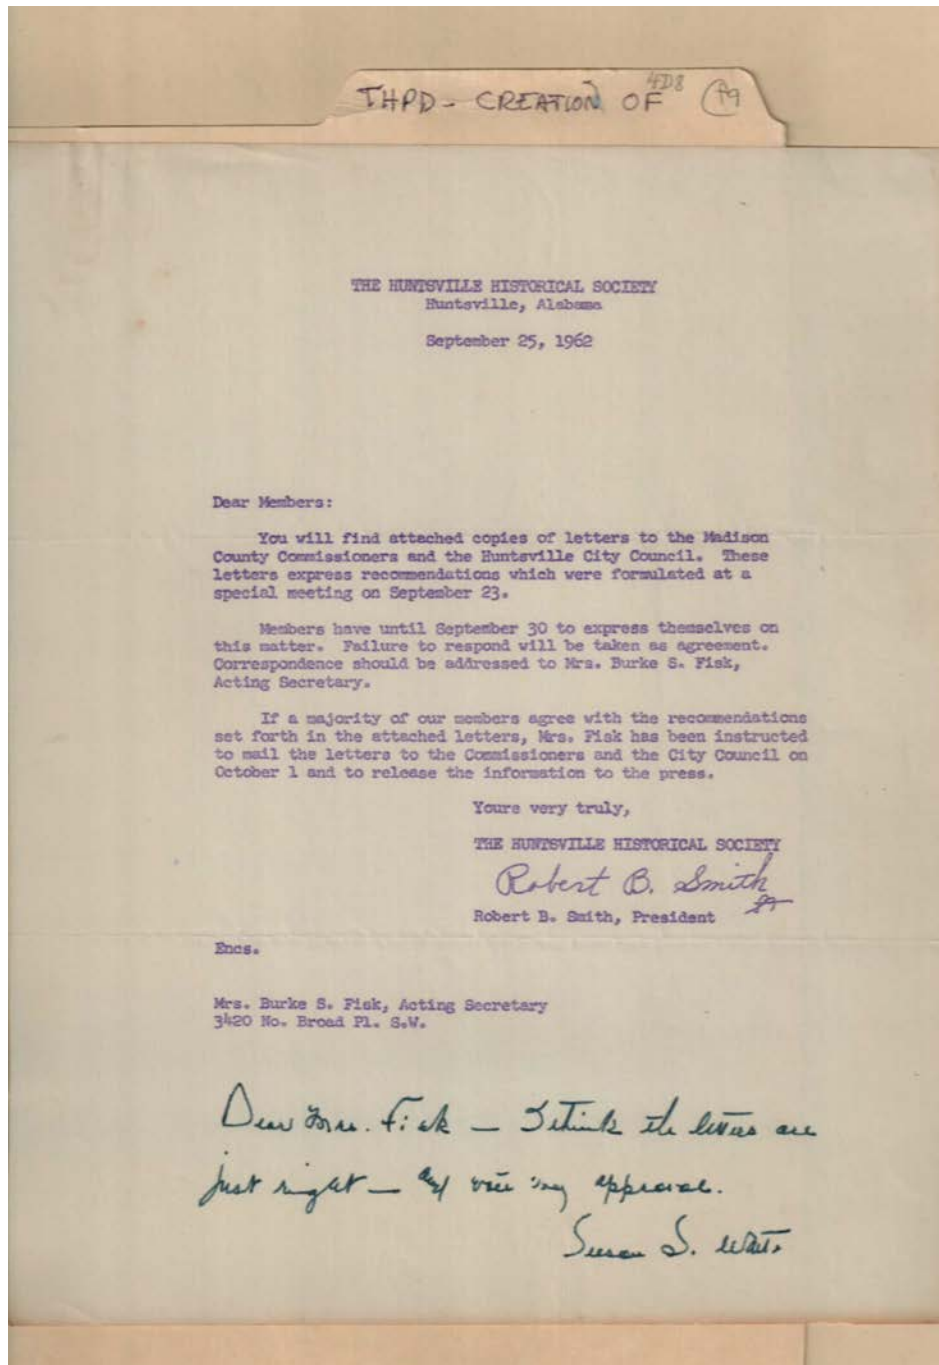 THPD - CREATION OF 4D8
THE HUNTSVILLE HISTORICAL SOCIETY
Huntsville, Alabama
September 25, 1962
Dear Members:
You will find attached copies of letters to the Madison
County Commissioners and the Huntsville City Council. These
letters express recommendations which were formulated at a
special meeting on September 23.
Members have until September 30 to express themselves on
this matter. Failure to respond will be taken as agreement.
Correspondence should be addressed to Mrs. Burke S. Fisk,
Acting Secretary.
If a majority of our members agree with the recommendations
set forth in the attached letters, Mrs. Fisk has been instructed
to mail the letters to the Commissioners and the City Council on
October 1 and to release the information to the press.
Yours very truly,
THE HUNTSVILLE HISTORICAL SOCIETY
Robert B. Smith
Robert B. Smith, President
Encs.
Mrs. Burke S. Fisk, Acting Secretary
3420 No. Broad Pl. S.W.
Dear Mrs. Fisk — I think the letters are
just right — and vote my approval.
Susan S. White